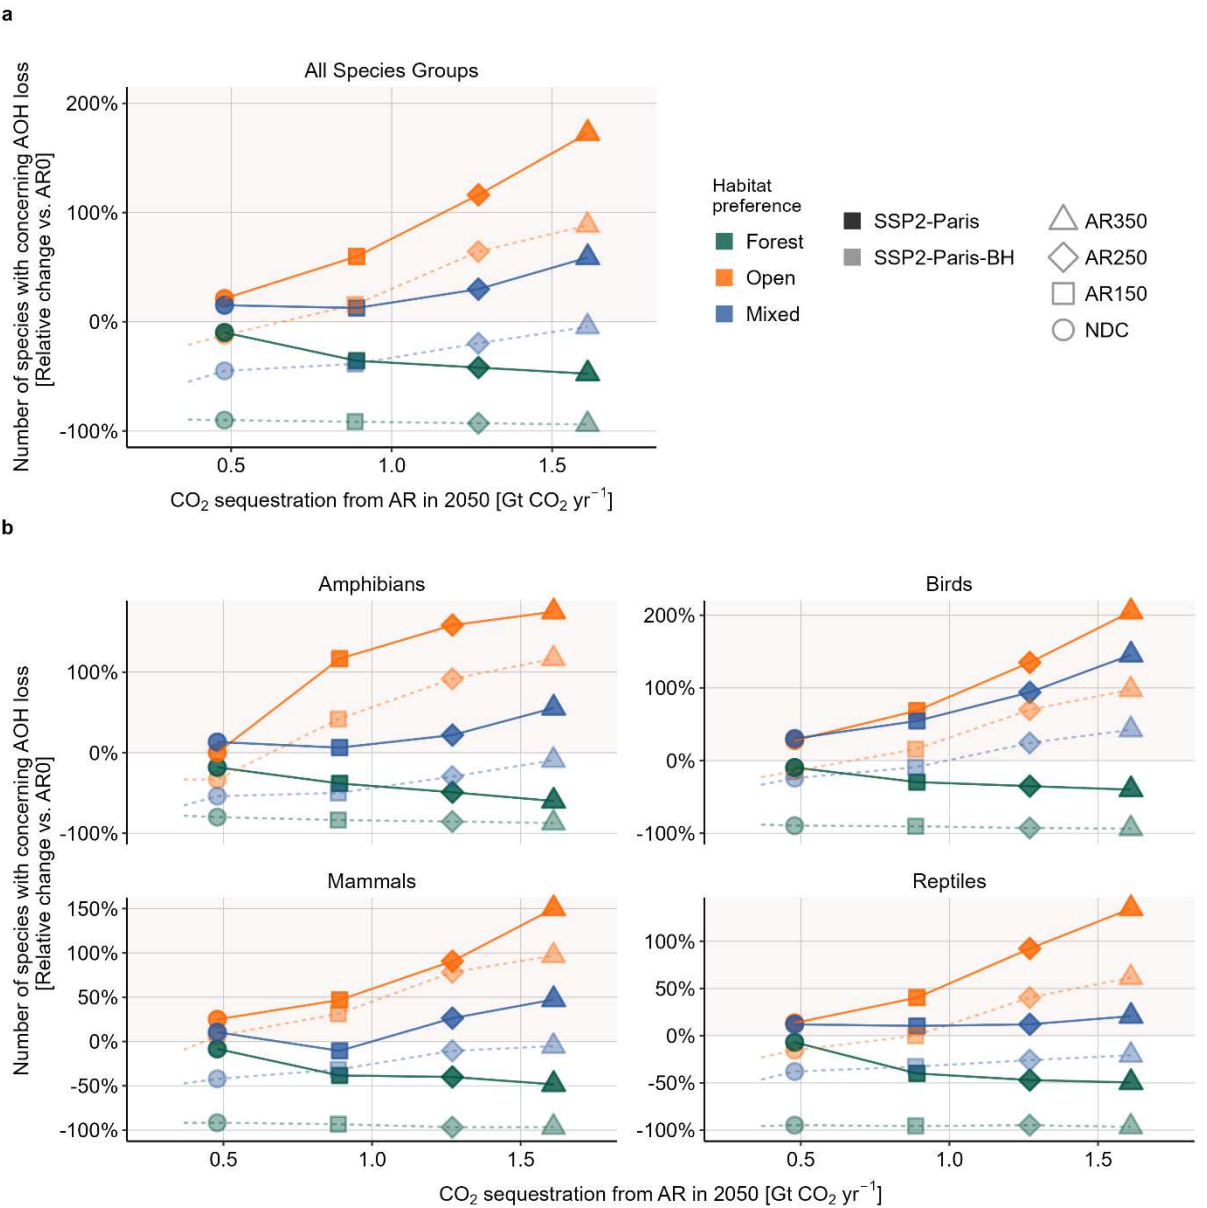 a
All Species Groups
Number of species with concerning AOH loss
[Relative change vs. AR0]
200%
100%
0%
-100%
0.5
1.0
1.5
CO₂ sequestration from AR in 2050 [Gt CO₂ yr⁻¹]
Habitat
preference
Forest
Open
Mixed
SSP2-Paris
SSP2-Paris-BH
AR350
AR250
AR150
NDC
b
Number of species with concerning AOH loss
[Relative change vs. AR0]
Amphibians
100%
0%
-100%
Birds
200%
100%
0%
-100%
Mammals
150%
100%
50%
0%
-50%
-100%
0.5
1.0
1.5
Reptiles
100%
50%
0%
-50%
-100%
0.5
1.0
1.5
CO₂ sequestration from AR in 2050 [Gt CO₂ yr⁻¹]